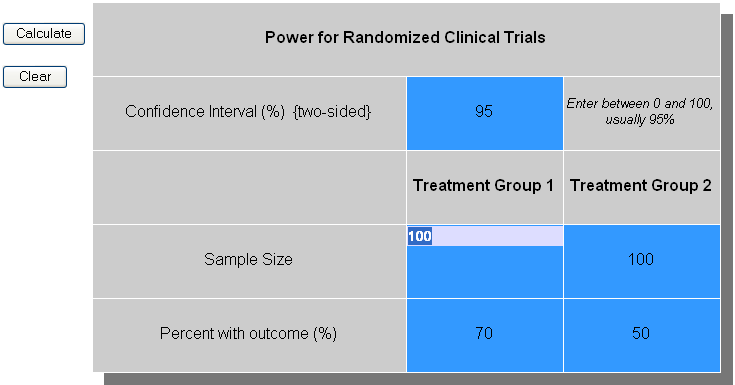 Calculate
Clear
Power for Randomized Clinical Trials
Confidence Interval (%) {two-sided}
95
Enter between 0 and 100,
usually 95%
Treatment Group 1
Treatment Group 2
Sample Size
100
100
Percent with outcome (%)
70
50